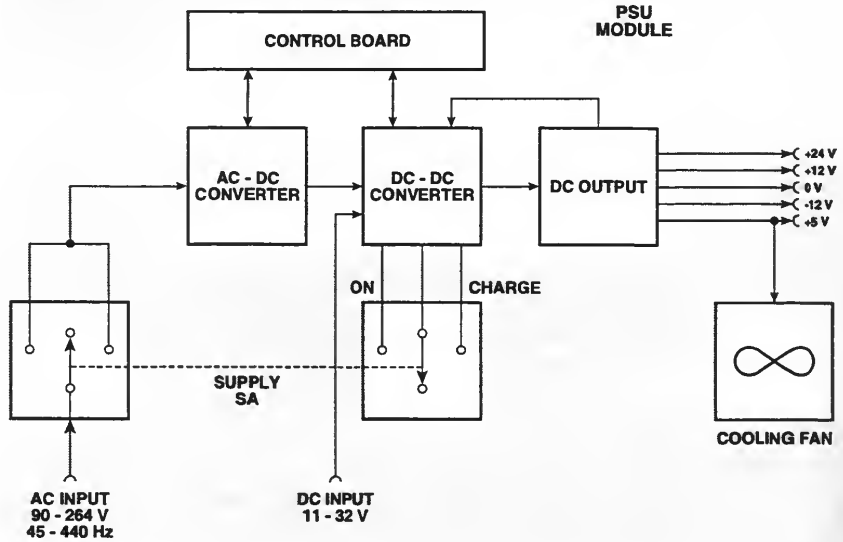 PSU
MODULE
CONTROL BOARD
AC - DC
CONVERTER
DC - DC
CONVERTER
DC OUTPUT
+24 V
+12 V
0 V
-12 V
+5 V
ON
CHARGE
SUPPLY
SA
COOLING FAN
AC INPUT
90 - 264 V
45 - 440 Hz
DC INPUT
11 - 32 V